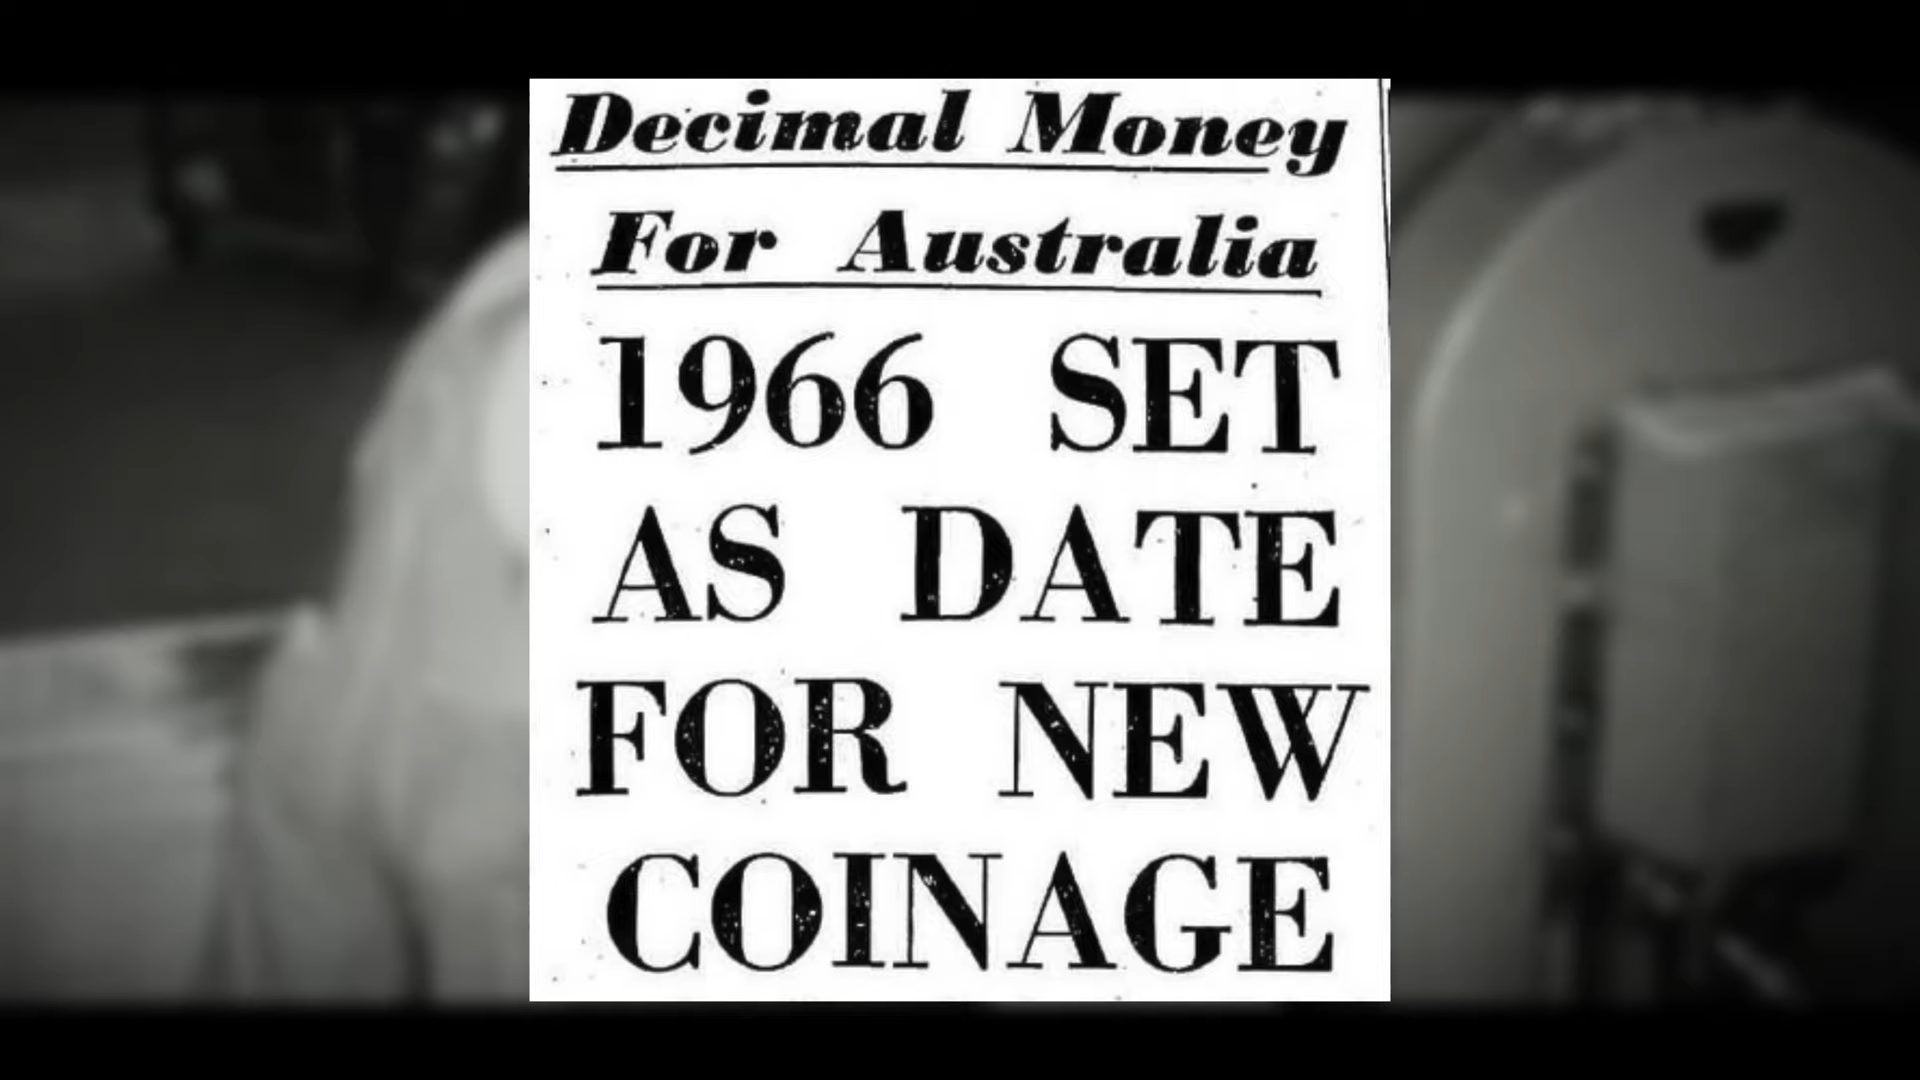 Decimal Money
For Australia
1966 SET
AS DATE
FOR NEW
COINAGE